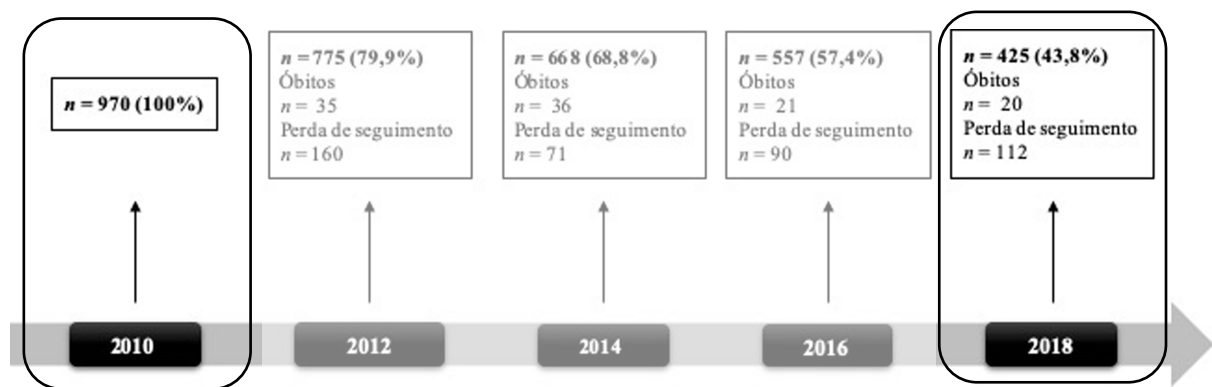 n = 970 (100%)
n = 775 (79,9%)
Óbitos
n = 35
Perda de seguimento
n = 160
n = 668 (68,8%)
Óbitos
n = 36
Perda de seguimento
n = 71
n = 557 (57,4%)
Óbitos
n = 21
Perda de seguimento
n = 90
n = 425 (43,8%)
Óbitos
n = 20
Perda de seguimento
n = 112
2010
2012
2014
2016
2018